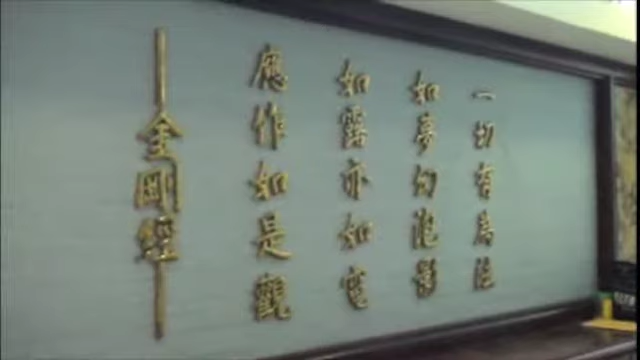 一切有為法
如夢幻泡影
如露亦如電
應作如是觀
—金剛經—